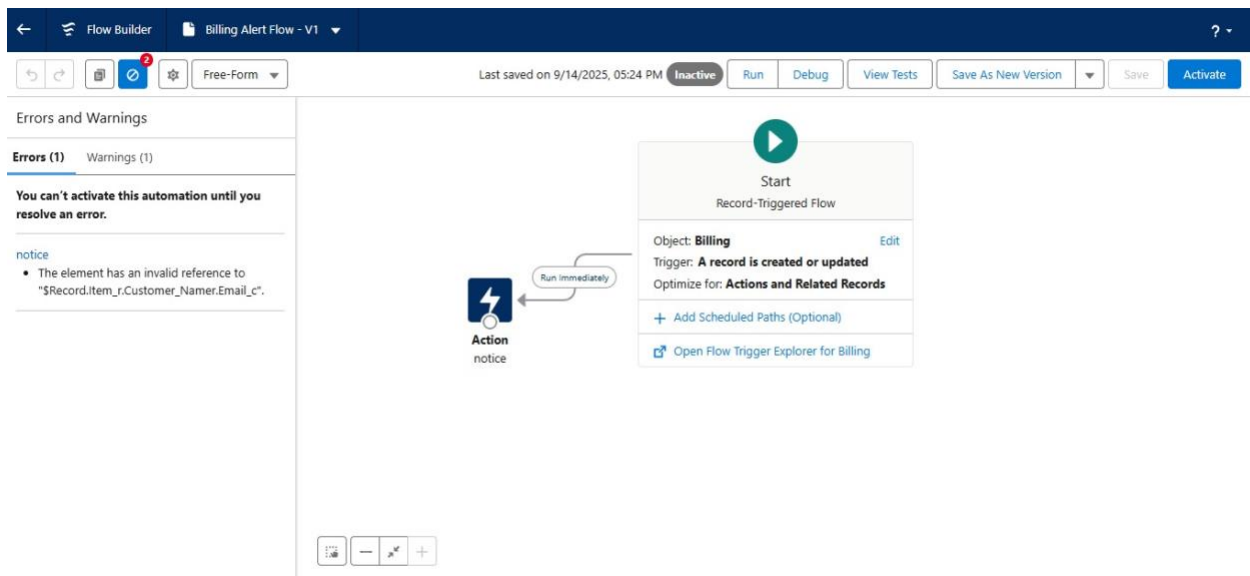 Flow Builder
Billing Alert Flow - V1
? 
2
Free-Form
Last saved on 9/14/2025, 05:24 PM
Inactive
Run
Debug
View Tests
Save As New Version
Save
Activate
Errors and Warnings
Errors (1)
Warnings (1)
You can't activate this automation until you
resolve an error.
notice
• The element has an invalid reference to
"$Record.Item_r.Customer_Namer.Email_c".
Start
Record-Triggered Flow
Object: Billing
Edit
Trigger: A record is created or updated
Optimize for: Actions and Related Records
+ Add Scheduled Paths (Optional)
Open Flow Trigger Explorer for Billing
Run Immediately
Action
notice